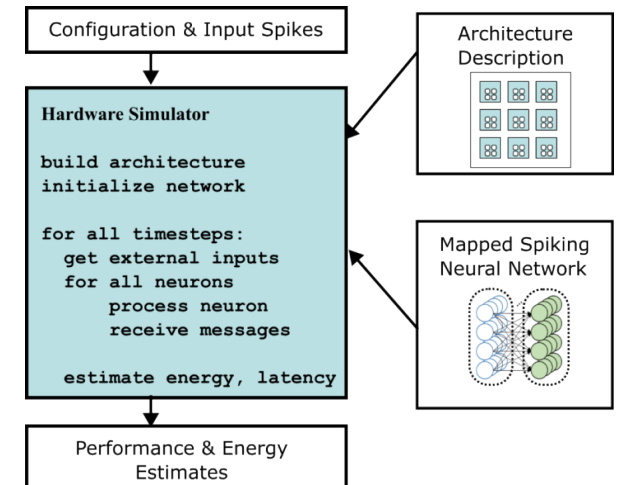 Configuration & Input Spikes
Architecture
Description
Hardware Simulator
build architecture
initialize network
for all timesteps:
get external inputs
for all neurons
process neuron
receive messages
estimate energy, latency
Mapped Spiking
Neural Network
Performance & Energy
Estimates